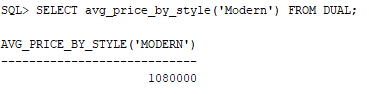 SQL> SELECT avg_price_by_style('Modern') FROM DUAL;
AVG_PRICE_BY_STYLE('MODERN')
----------------------------
1080000